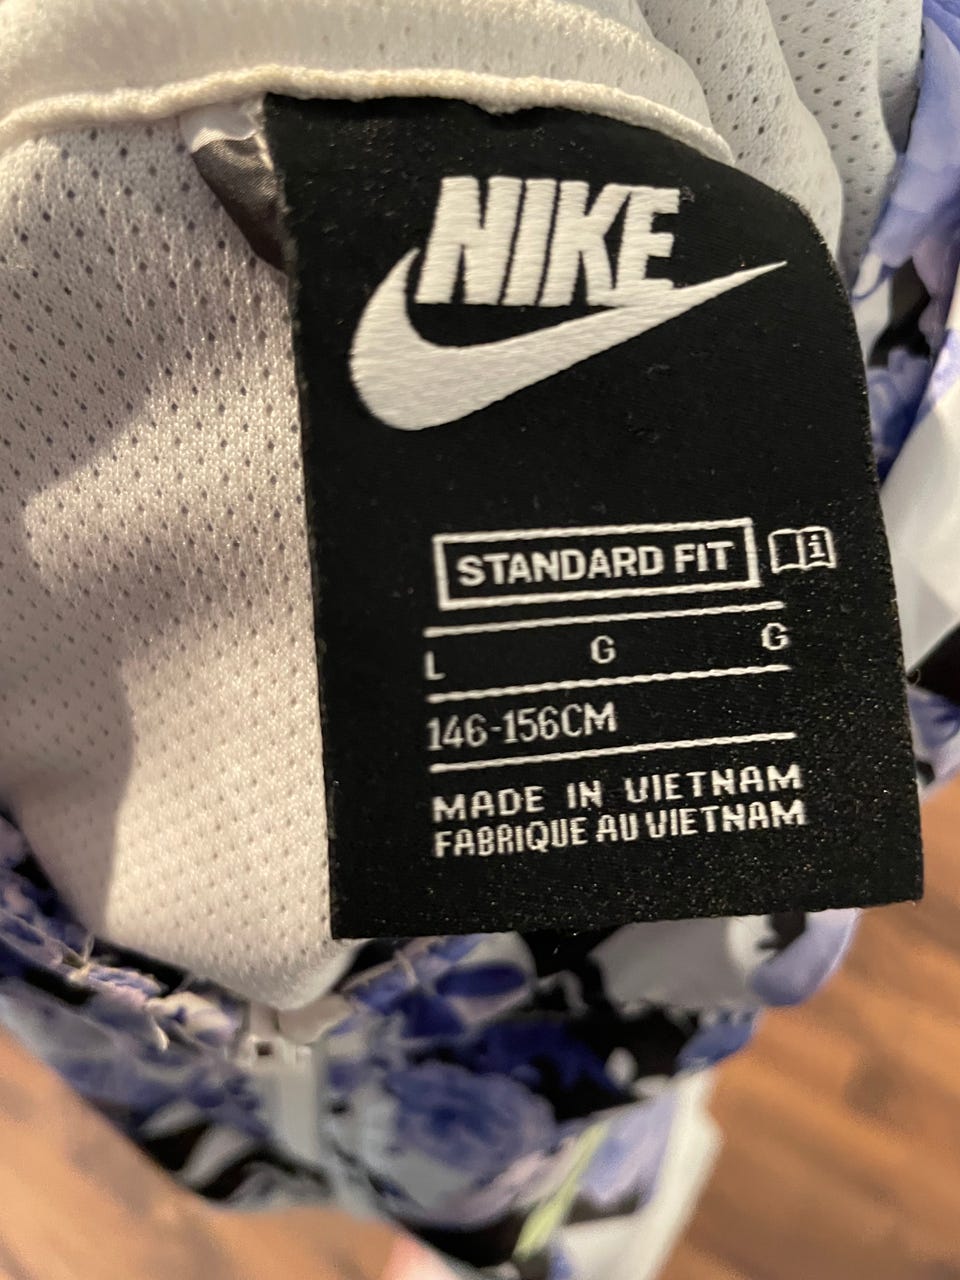 NIKE
STANDARD FIT i
L G G
146-156CM
MADE IN VIETNAM
FABRIQUE AU VIETNAM